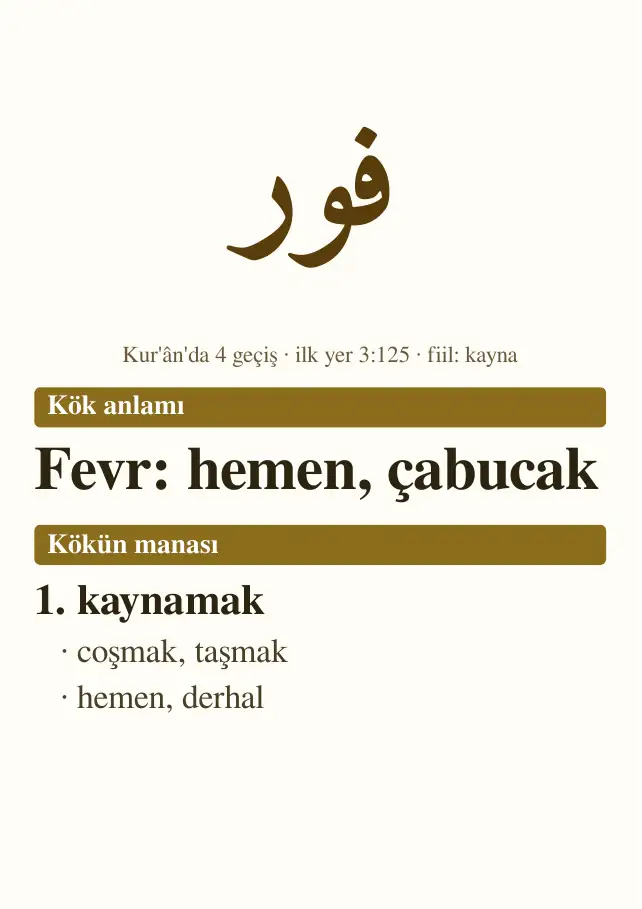 فور
Kur'ân'da 4 geçiş · ilk yer 3:125 · fiil: kayna
Kök anlamı
Fevr: hemen, çabucak
Kökün manası
1. kaynamak
· coşmak, taşmak
· hemen, derhal